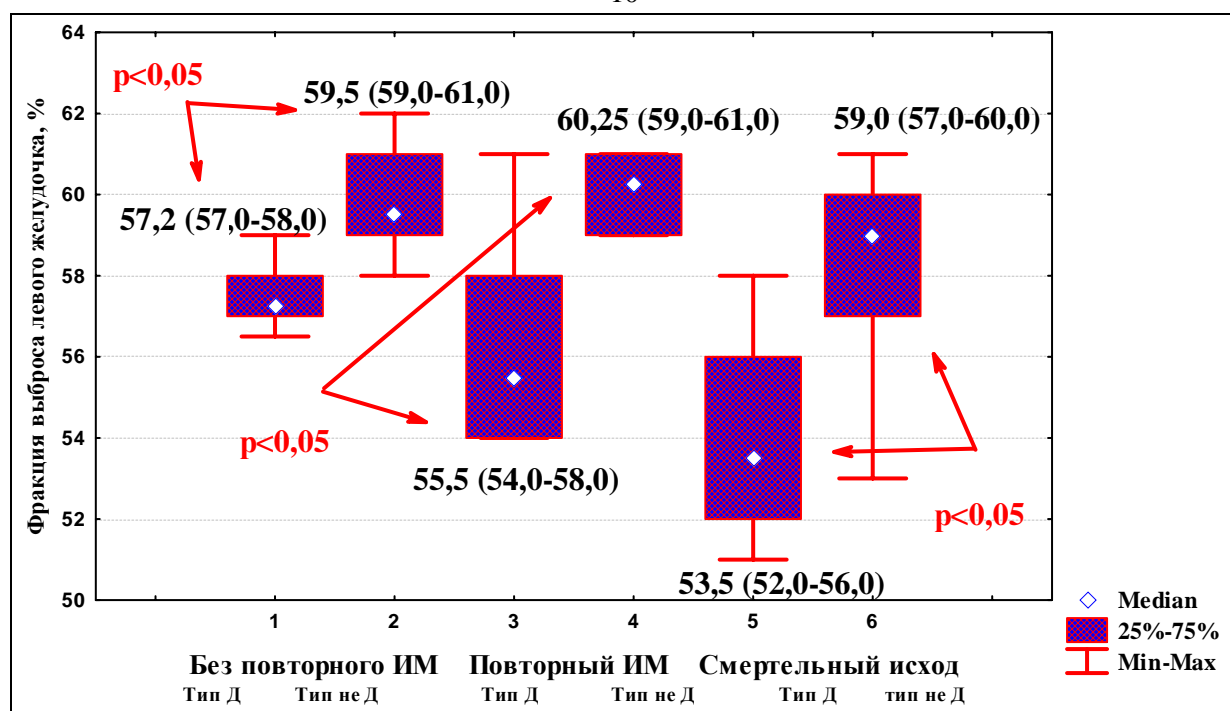 Фракция выброса левого желудочка, %
64
62
60
58
56
54
52
50
p<0,05
59,5 (59,0-61,0)
60,25 (59,0-61,0)
59,0 (57,0-60,0)
57,2 (57,0-58,0)
p<0,05
55,5 (54,0-58,0)
p<0,05
53,5 (52,0-56,0)
1 2 3 4 5 6
Без повторного ИМ Повторный ИМ Смертельный исход
Тип Д Тип не Д Тип Д Тип не Д Тип Д тип не Д
Median
25%-75%
Min-Max